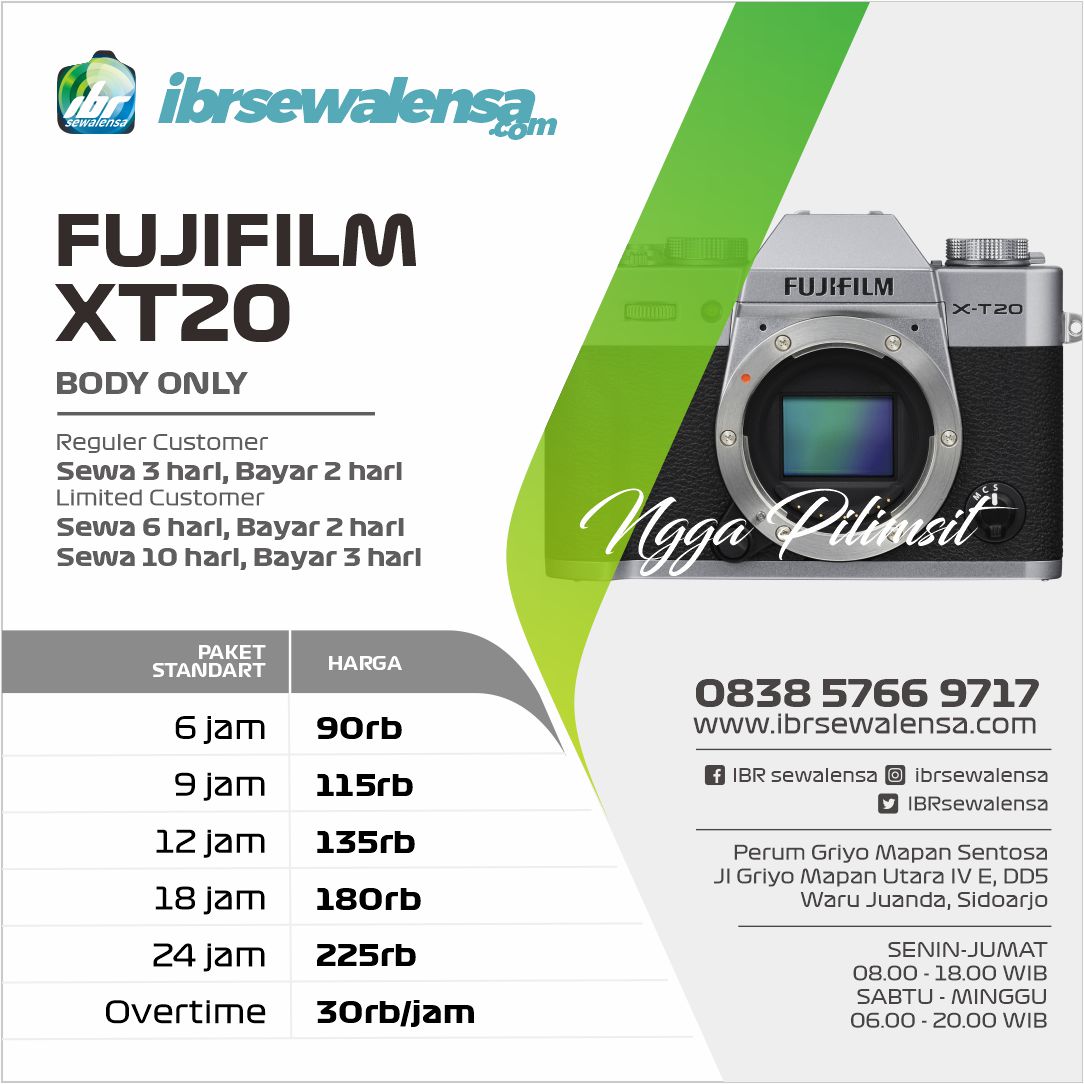 ibr
sewalensa
ibrsewalensa
.com
FUJIFILM
XT20
BODY ONLY
Reguler Customer
Sewa 3 hari, Bayar 2 hari
Limited Customer
Sewa 6 hari, Bayar 2 hari
Sewa 10 hari, Bayar 3 hari
FUJIFILM
X-T20
M C S
Ngga Pilimsit
PAKET
STANDART
HARGA
6 jam 90rb
9 jam 115rb
12 jam 135rb
18 jam 180rb
24 jam 225rb
Overtime 30rb/jam
0838 5766 9717
www.ibrsewalensa.com
IBR sewalensa ibrsewalensa
IBRsewalensa
Perum Griyo Mapan Sentosa
Jl Griyo Mapan Utara IV E, DD5
Waru Juanda, Sidoarjo
SENIN-JUMAT
08.00 - 18.00 WIB
SABTU - MINGGU
06.00 - 20.00 WIB